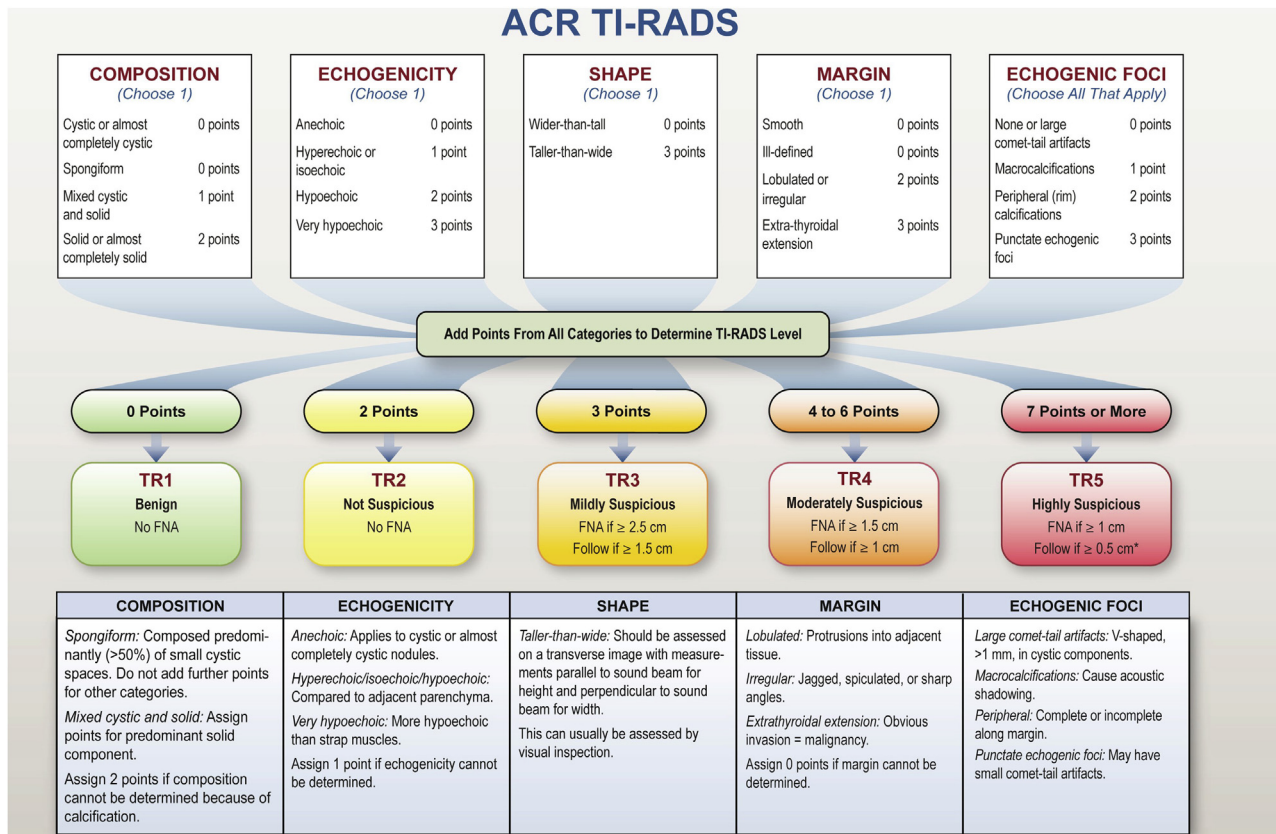 ACR TI-RADS
COMPOSITION
(Choose 1)
Cystic or almost completely cystic 0 points
Spongiform 0 points
Mixed cystic and solid 1 point
Solid or almost completely solid 2 points
ECHOGENICITY
(Choose 1)
Anechoic 0 points
Hyperechoic or isoechoic 1 point
Hypoechoic 2 points
Very hypoechoic 3 points
SHAPE
(Choose 1)
Wider-than-tall 0 points
Taller-than-wide 3 points
MARGIN
(Choose 1)
Smooth 0 points
Ill-defined 0 points
Lobulated or irregular 2 points
Extra-thyroidal extension 3 points
ECHOGENIC FOCI
(Choose All That Apply)
None or large comet-tail artifacts 0 points
Macrocalcifications 1 point
Peripheral (rim) calcifications 2 points
Punctate echogenic foci 3 points
Add Points From All Categories to Determine TI-RADS Level
0 Points
TR1
Benign
No FNA
2 Points
TR2
Not Suspicious
No FNA
3 Points
TR3
Mildly Suspicious
FNA if ≥ 2.5 cm
Follow if ≥ 1.5 cm
4 to 6 Points
TR4
Moderately Suspicious
FNA if ≥ 1.5 cm
Follow if ≥ 1 cm
7 Points or More
TR5
Highly Suspicious
FNA if ≥ 1 cm
Follow if ≥ 0.5 cm*
COMPOSITION
Spongiform: Composed predomi-
nantly (>50%) of small cystic
spaces. Do not add further points
for other categories.
Mixed cystic and solid: Assign
points for predominant solid
component.
Assign 2 points if composition
cannot be determined because of
calcification.
ECHOGENICITY
Anechoic: Applies to cystic or almost
completely cystic nodules.
Hyperechoic/isoechoic/hypoechoic:
Compared to adjacent parenchyma.
Very hypoechoic: More hypoechoic
than strap muscles.
Assign 1 point if echogenicity cannot
be determined.
SHAPE
Taller-than-wide: Should be assessed
on a transverse image with measure-
ments parallel to sound beam for
height and perpendicular to sound
beam for width.
This can usually be assessed by
visual inspection.
MARGIN
Lobulated: Protrusions into adjacent
tissue.
Irregular: Jagged, spiculated, or sharp
angles.
Extrathyroidal extension: Obvious
invasion = malignancy.
Assign 0 points if margin cannot be
determined.
ECHOGENIC FOCI
Large comet-tail artifacts: V-shaped,
>1 mm, in cystic components.
Macrocalcifications: Cause acoustic
shadowing.
Peripheral: Complete or incomplete
along margin.
Punctate echogenic foci: May have
small comet-tail artifacts.